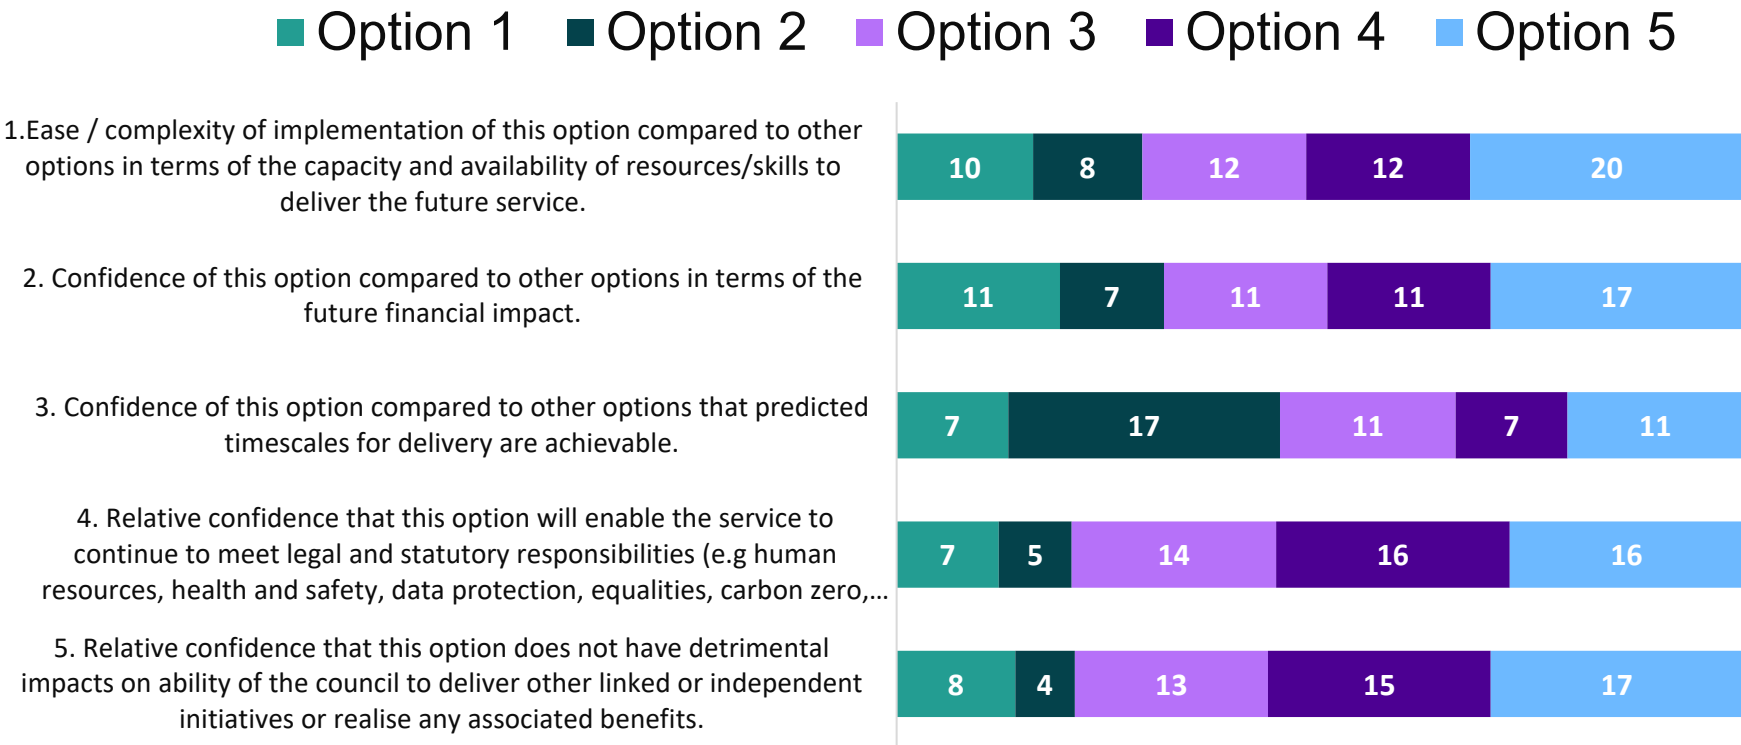 Option 1 Option 2 Option 3 Option 4 Option 5
1.Ease / complexity of implementation of this option compared to other
options in terms of the capacity and availability of resources/skills to
deliver the future service.
10 8 12 12 20
2. Confidence of this option compared to other options in terms of the
future financial impact.
11 7 11 11 17
3. Confidence of this option compared to other options that predicted
timescales for delivery are achievable.
7 17 11 7 11
4. Relative confidence that this option will enable the service to
continue to meet legal and statutory responsibilities (e.g human
resources, health and safety, data protection, equalities, carbon zero,...
7 5 14 16 16
5. Relative confidence that this option does not have detrimental
impacts on ability of the council to deliver other linked or independent
initiatives or realise any associated benefits.
8 4 13 15 17